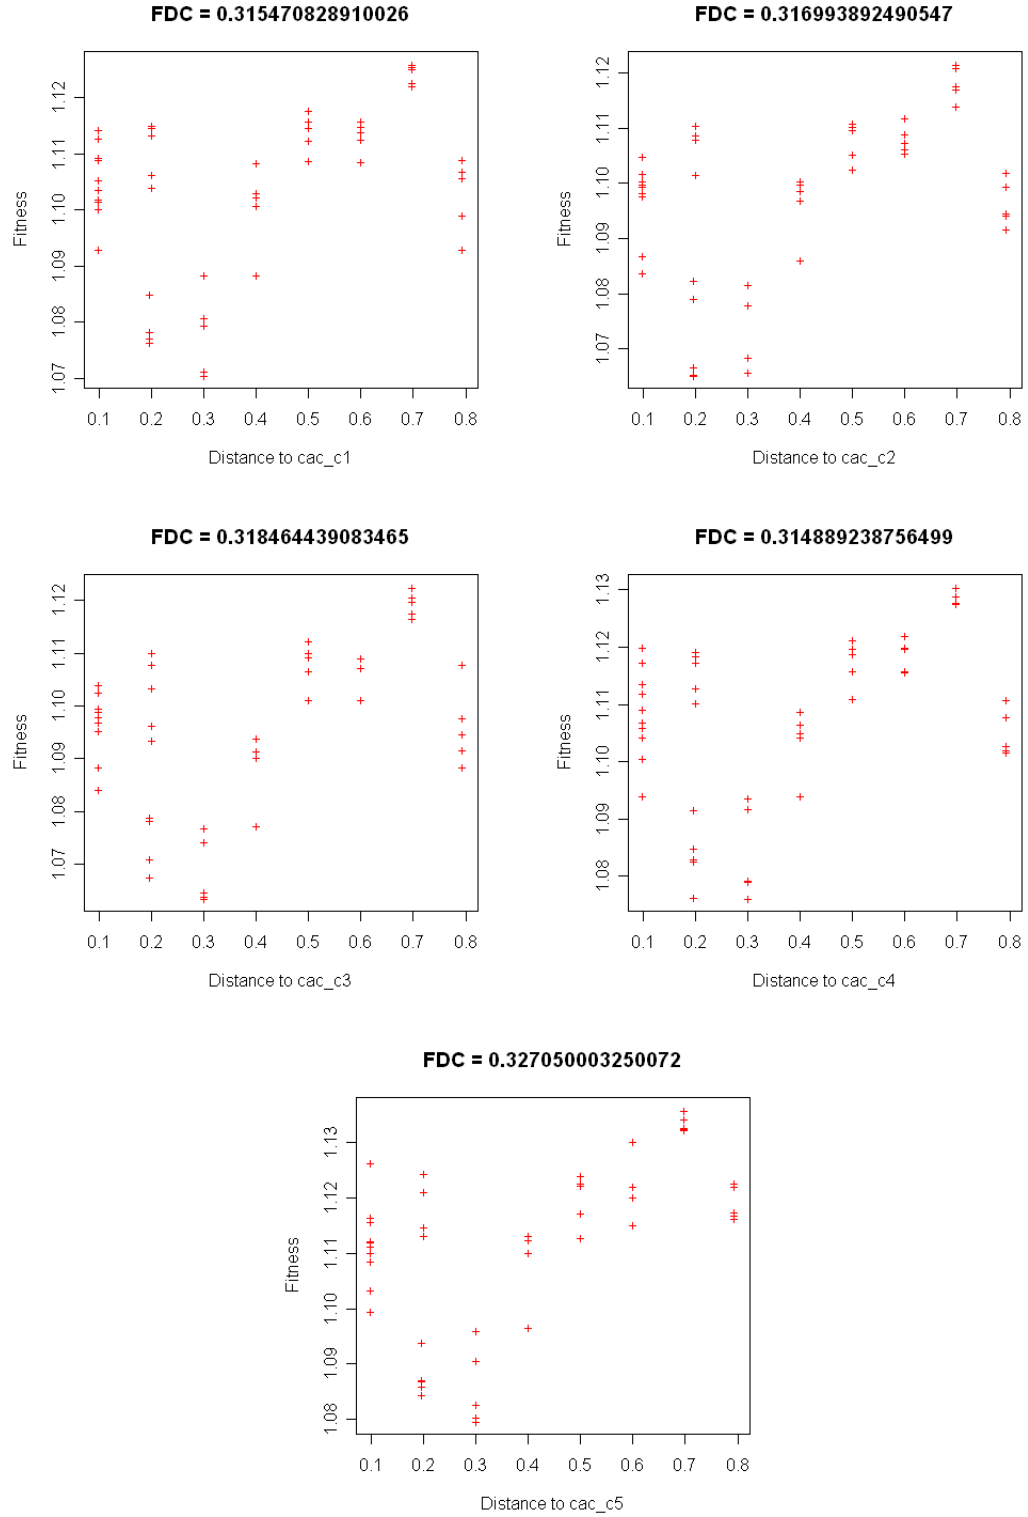 FDC = 0.315470828910026
Fitness
1.12
1.11
1.10
1.09
1.08
1.07
0.1 0.2 0.3 0.4 0.5 0.6 0.7 0.8
Distance to cac_c1
FDC = 0.316993892490547
Fitness
1.12
1.11
1.10
1.09
1.08
1.07
0.1 0.2 0.3 0.4 0.5 0.6 0.7 0.8
Distance to cac_c2
FDC = 0.318464439083465
Fitness
1.12
1.11
1.10
1.09
1.08
1.07
0.1 0.2 0.3 0.4 0.5 0.6 0.7 0.8
Distance to cac_c3
FDC = 0.314889238756499
Fitness
1.13
1.12
1.11
1.10
1.09
1.08
0.1 0.2 0.3 0.4 0.5 0.6 0.7 0.8
Distance to cac_c4
FDC = 0.327050003250072
Fitness
1.13
1.12
1.11
1.10
1.09
1.08
0.1 0.2 0.3 0.4 0.5 0.6 0.7 0.8
Distance to cac_c5